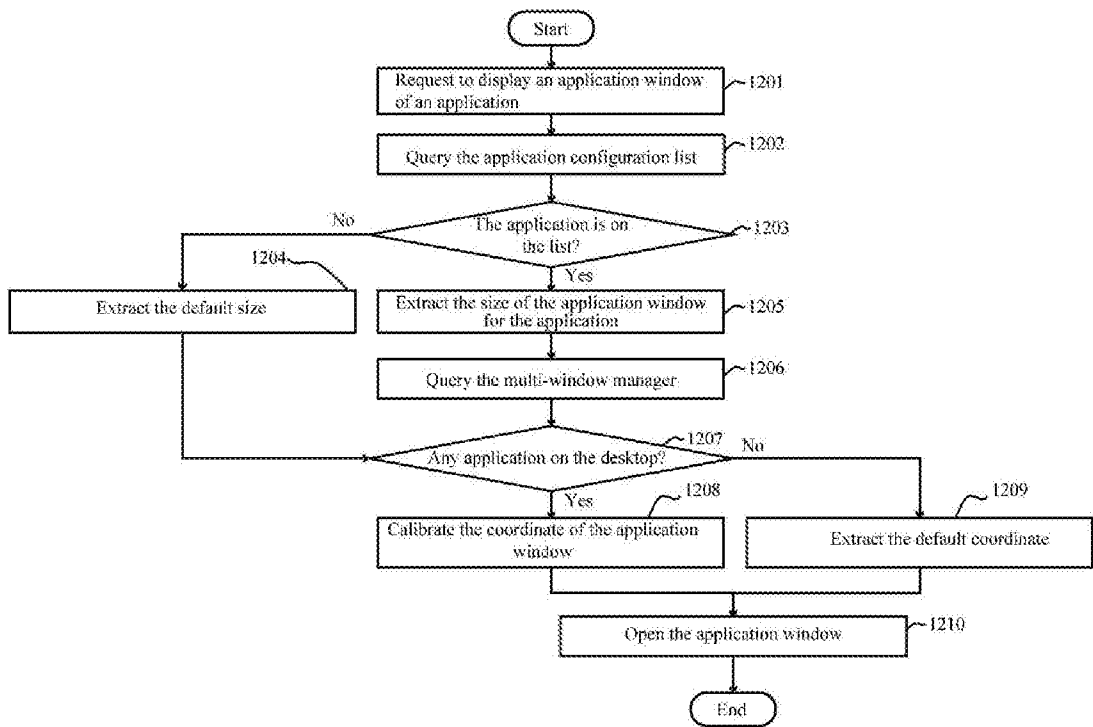 Start
Request to display an application window
of an application
1201
Query the application configuration list
1202
The application is on
the list?
1203
No
Yes
1204
Extract the default size
Extract the size of the application window
for the application
1205
Query the multi-window manager
1206
Any application on the desktop?
1207
No
Yes
1208
Calibrate the coordinate of the application
window
1209
Extract the default coordinate
Open the application window
1210
End